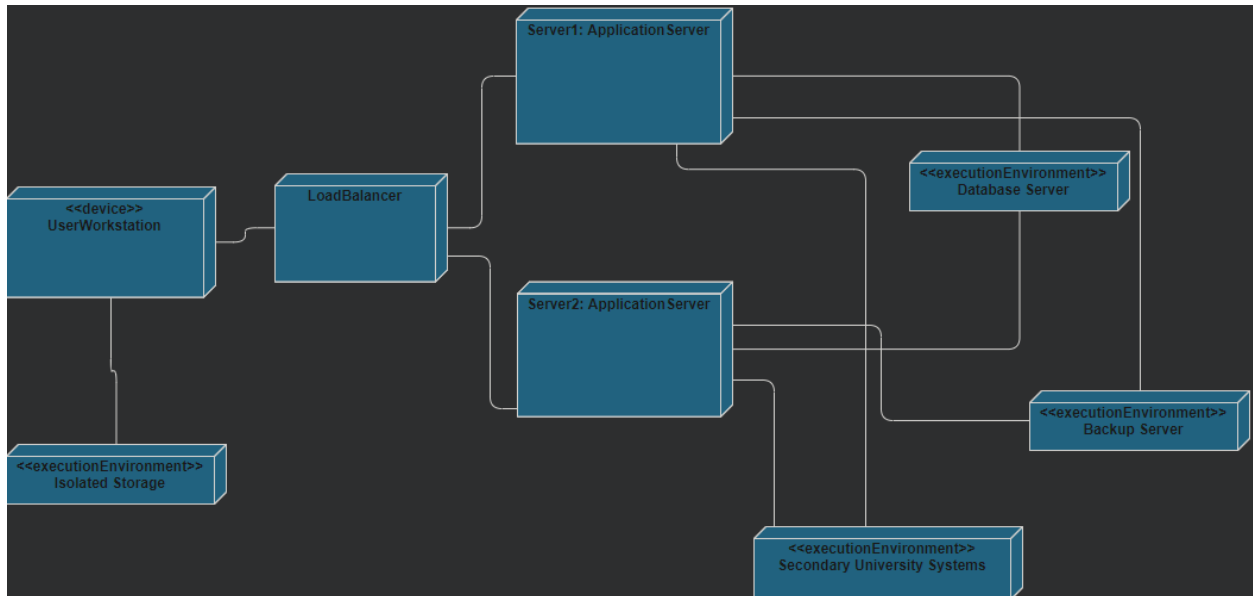 Server1: ApplicationServer
<<executionEnvironment>>
Database Server
<<device>>
UserWorkstation
LoadBalancer
Server2: ApplicationServer
<<executionEnvironment>>
Backup Server
<<executionEnvironment>>
Isolated Storage
<<executionEnvironment>>
Secondary University Systems